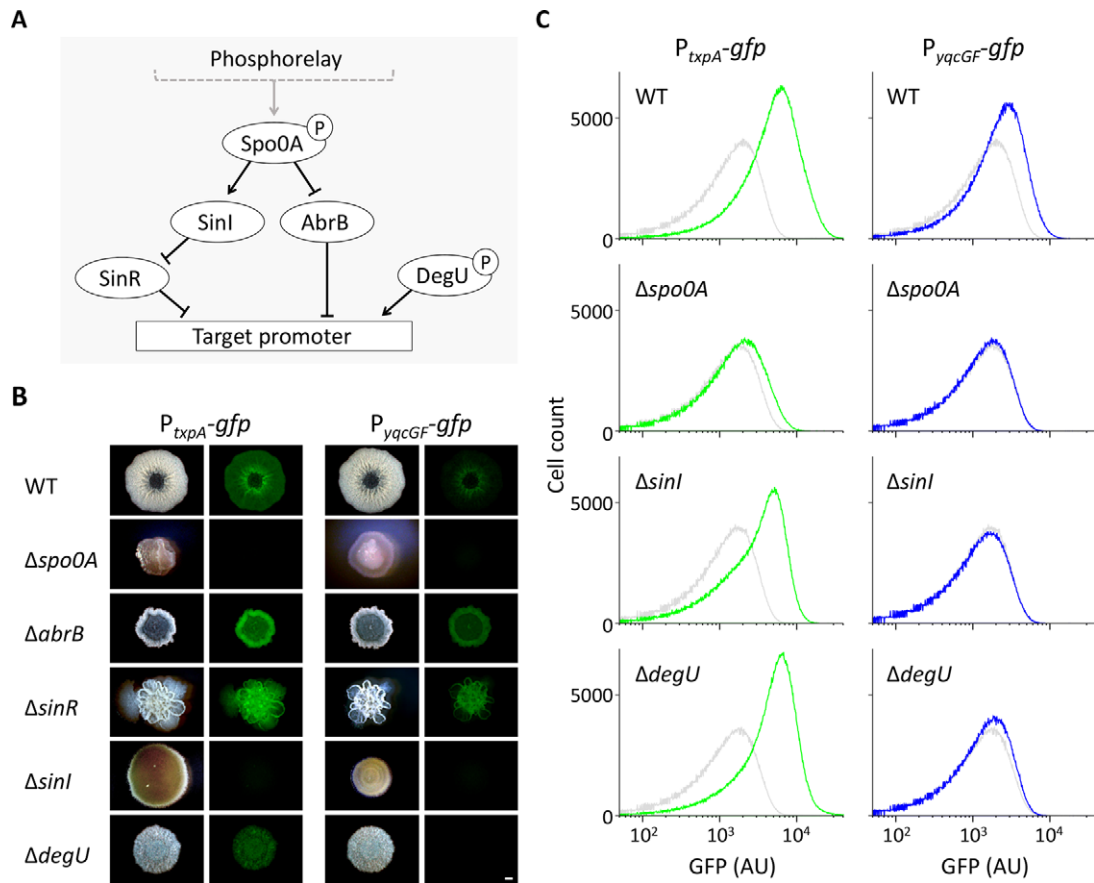 A
Phosphorelay
Spo0A
P
SinI
AbrB
SinR
DegU
P
Target promoter
B
PtxpA-gfp
PyqcGF-gfp
WT
Δspo0A
ΔabrB
ΔsinR
ΔsinI
ΔdegU
C
PtxpA-gfp
PyqcGF-gfp
Cell count
WT
WT
5000
0
Δspo0A
Δspo0A
5000
0
ΔsinI
ΔsinI
5000
0
ΔdegU
ΔdegU
5000
0
10² 10³ 10⁴
10² 10³ 10⁴
GFP (AU)
GFP (AU)